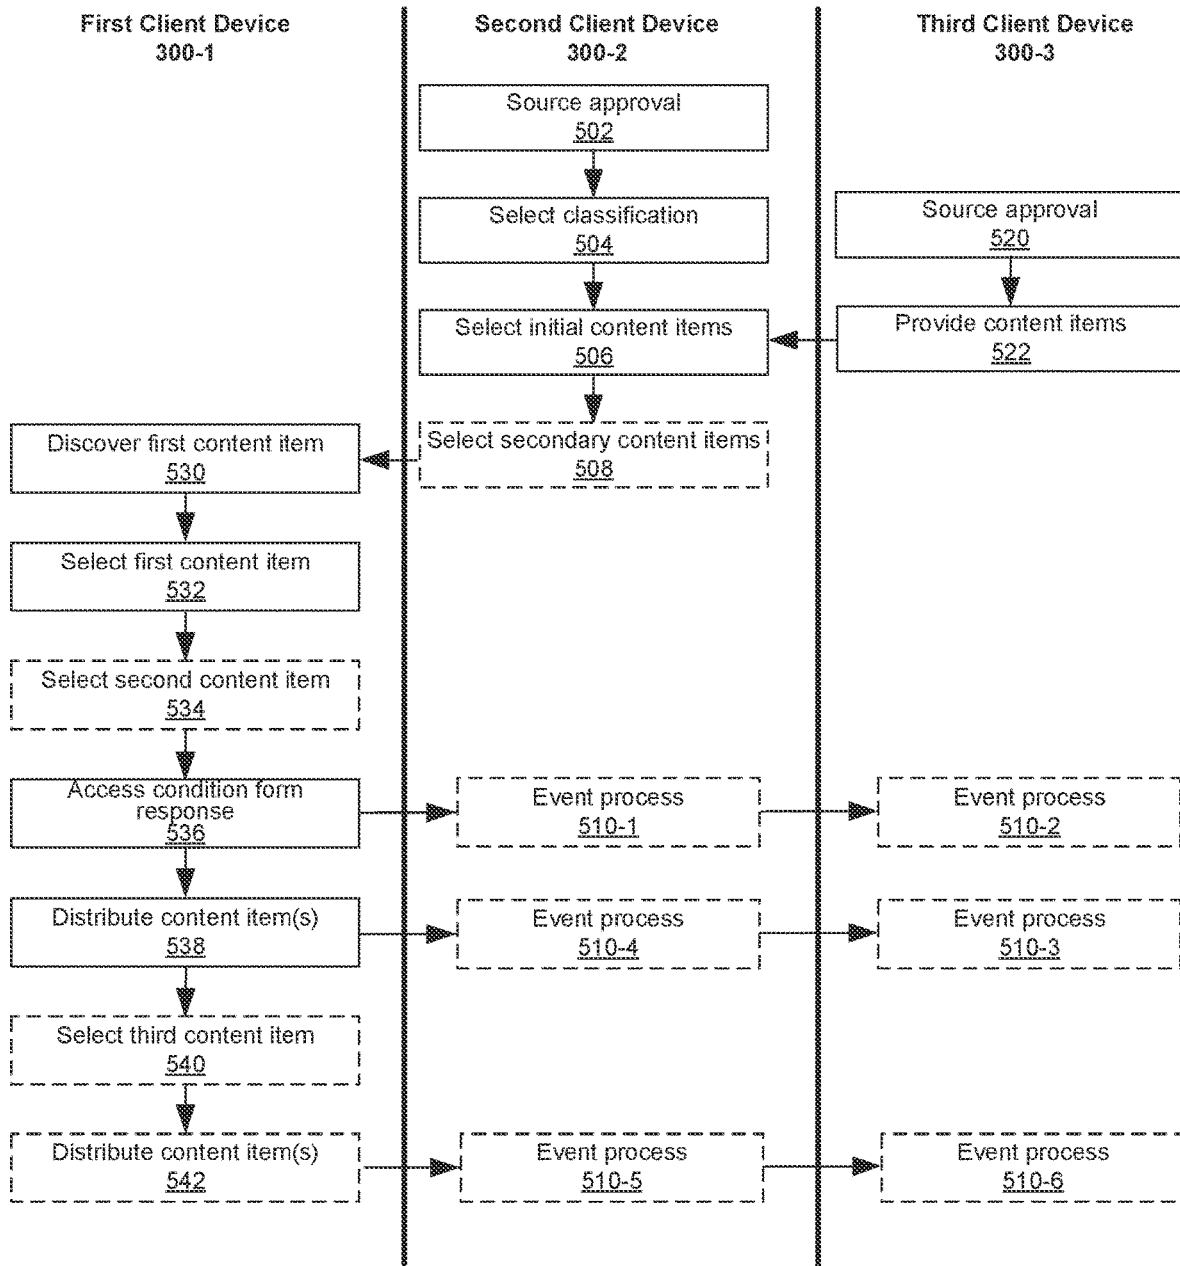 First Client Device
300-1
Second Client Device
300-2
Third Client Device
300-3
Source approval
502
Select classification
504
Source approval
520
Select initial content items
506
Provide content items
522
Select secondary content items
508
Discover first content item
530
Select first content item
532
Select second content item
534
Access condition form
response
536
Event process
510-1
Event process
510-2
Distribute content item(s)
538
Event process
510-4
Event process
510-3
Select third content item
540
Distribute content item(s)
542
Event process
510-5
Event process
510-6